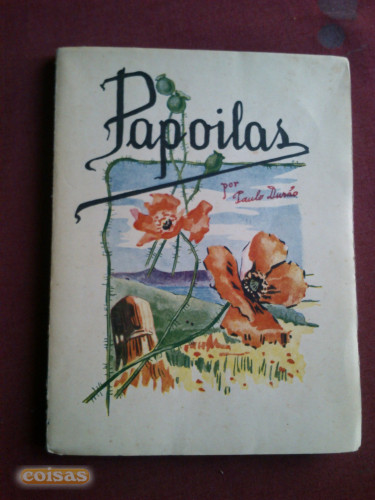 Papoilas
por
Paulo Durão
coisas